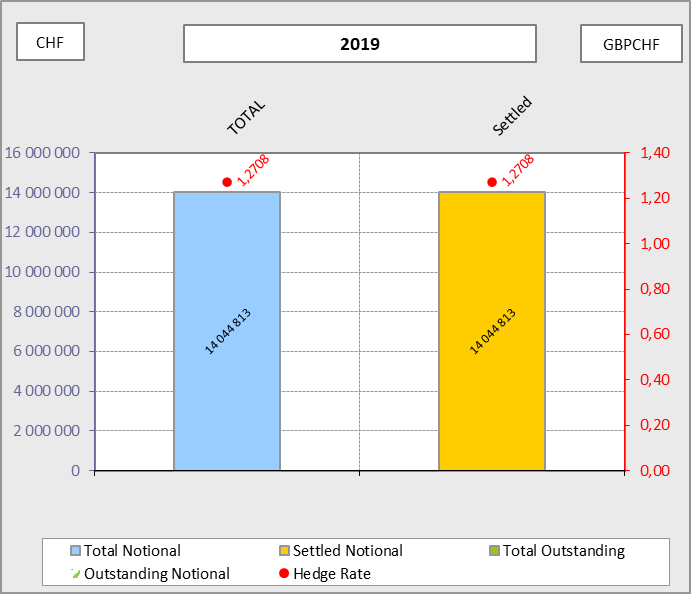 CHF
2019
GBPCHF
TOTAL
Settled
16 000 000
14 000 000
12 000 000
10 000 000
8 000 000
6 000 000
4 000 000
2 000 000
0
1,2708
1,2708
14 044 813
14 044 813
1,40
1,20
1,00
0,80
0,60
0,40
0,20
0,00
Total Notional
Settled Notional
Total Outstanding
Outstanding Notional
Hedge Rate